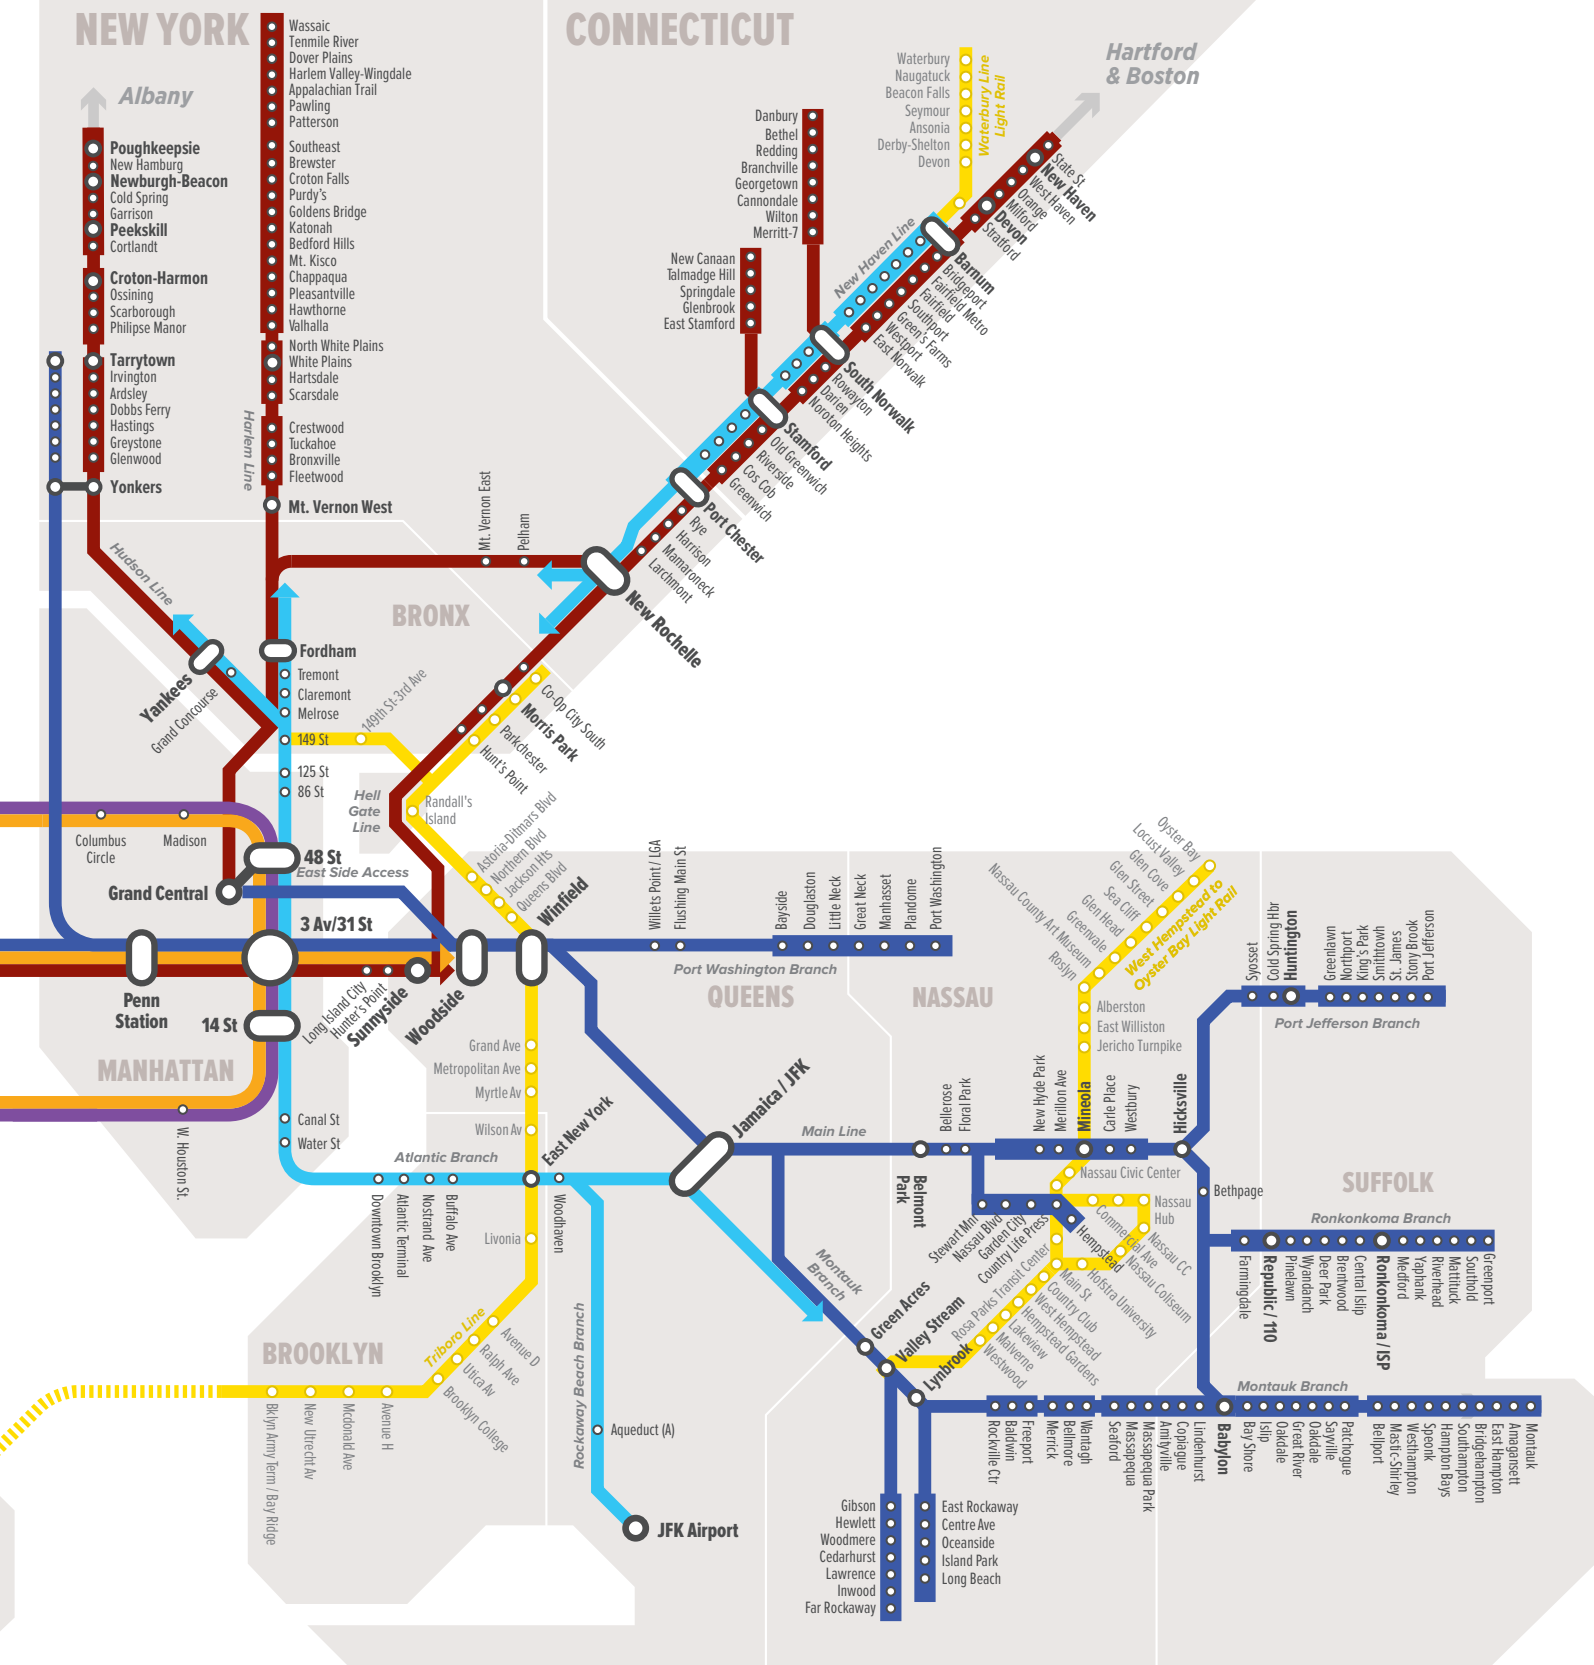 NEW YORK
CONNECTICUT
Albany
Hartford
& Boston
Wassaic
Tenmile River
Dover Plains
Harlem Valley-Wingdale
Appalachian Trail
Pawling
Patterson
Southeast
Brewster
Croton Falls
Purdy's
Goldens Bridge
Katonah
Bedford Hills
Mt. Kisco
Chappaqua
Pleasantville
Hawthorne
Valhalla
North White Plains
White Plains
Hartsdale
Scarsdale
Crestwood
Tuckahoe
Bronxville
Fleetwood
Mt. Vernon West
Harlem Line
Poughkeepsie
New Hamburg
Newburgh-Beacon
Cold Spring
Garrison
Peekskill
Cortlandt
Croton-Harmon
Ossining
Scarborough
Philipse Manor
Tarrytown
Irvington
Ardsley
Dobbs Ferry
Hastings
Greystone
Glenwood
Yonkers
Hudson Line
Waterbury
Naugatuck
Beacon Falls
Seymour
Ansonia
Derby-Shelton
Devon
Waterbury Line
Light Rail
Danbury
Bethel
Redding
Branchville
Georgetown
Cannondale
Wilton
Merritt-7
New Canaan
Talmadge Hill
Springdale
Glenbrook
East Stamford
New Haven Line
State St
New Haven
West Haven
Orange
Milford
Devon
Stratford
Barnum
Bridgeport
Fairfield Metro
Fairfield
Southport
Green's Farms
Westport
East Norwalk
South Norwalk
Rowayton
Darien
Noroton Heights
Stamford
Old Greenwich
Riverside
Cos Cob
Greenwich
Port Chester
Rye
Harrison
Mamaroneck
Larchmont
New Rochelle
Mt. Vernon East
Pelham
BRONX
Fordham
Tremont
Claremont
Melrose
149 St
125 St
86 St
Yankees
Grand Concourse
149th St-3rd Ave
Co-Op City South
Morris Park
Parkchester
Hunt's Point
Hell
Gate
Line
Randall's
Island
Astoria-Ditmars Blvd
Northern Blvd
Jackson Hts
Queens Blvd
Winfield
Columbus
Circle
Madison
48 St
East Side Access
Grand Central
3 Av/31 St
Penn
Station
14 St
Long Island City
Hunter's Point
Sunnyside
Woodside
MANHATTAN
W. Houston St.
Canal St
Water St
Willets Point / LGA
Flushing Main St
Bayside
Douglaston
Little Neck
Great Neck
Manhasset
Plandome
Port Washington
Port Washington Branch
QUEENS
NASSAU
Oyster Bay
Locust Valley
Glen Cove
Glen Street
Sea Cliff
Glen Head
Greenvale
Nassau County Art Museum
Roslyn
West Hempstead to
Oyster Bay Light Rail
Alberston
East Williston
Jericho Turnpike
Syosset
Cold Spring Hbr
Huntington
Greenlawn
Northport
King's Park
Smithtowh
St. James
Stony Brook
Port Jefferson
Port Jefferson Branch
Grand Ave
Metropolitan Ave
Myrtle Av
Wilson Av
East New York
Livonia
Atlantic Branch
Downtown Brooklyn
Atlantic Terminal
Nostrand Ave
Buffalo Ave
Woodhaven
Jamaica / JFK
Main Line
Belmont
Park
Bellerose
Floral Park
New Hyde Park
Merillon Ave
Mineola
Carle Place
Westbury
Hicksville
Bethpage
SUFFOLK
Ronkonkoma Branch
Farmingdale
Republic / 110
Pinelawn
Wyandanch
Deer Park
Brentwood
Central Islip
Ronkonkoma / ISP
Medford
Yaphank
Riverhead
Mattituck
Southold
Greenport
Nassau Civic Center
Nassau
Hub
Commercial Ave
Nassau CC
Nassau Coliseum
Hofstra University
Stewart Mnr
Nassau Blvd
Garden City
Country Life Press
Hempstead
Rosa Parks Transit Center
Main St
Country Club
West Hempstead
Hempstead Gardens
Lakeview
Malverne
Westwood
Montauk
Branch
Green Acres
Valley Stream
Lynbrook
BROOKLYN
Triboro Line
Avenue D
Ralph Ave
Utica Av
Brooklyn College
Bklyn Army Term / Bay Ridge
New Utrecht Av
Mcdonald Ave
Avenue H
Rockaway Beach Branch
Aqueduct (A)
JFK Airport
Montauk Branch
Rockville Ctr
Baldwin
Freeport
Merrick
Bellmore
Wantagh
Seaford
Massapequa
Massapequa Park
Amityville
Copiague
Lindenhurst
Babylon
Bay Shore
Islip
Oakdale
Great River
Oakdale
Sayville
Patchogue
Bellport
Mastic-Shirley
Westhampton
Speonk
Hampton Bays
Southampton
Bridgehampton
East Hampton
Amagansett
Montauk
Gibson
Hewlett
Woodmere
Cedarhurst
Lawrence
Inwood
Far Rockaway
East Rockaway
Centre Ave
Oceanside
Island Park
Long Beach